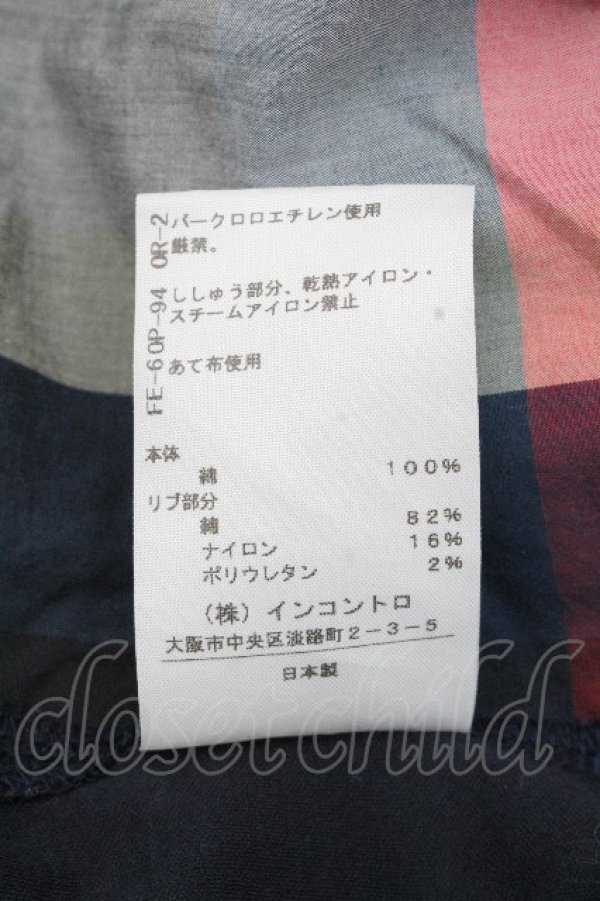 OR-2
パークロロエチレン使用
厳禁。
OP-94
ししゅう部分、乾熱アイロン・
スチームアイロン禁止
FE-6
あて布使用
本体
綿 100%
リブ部分
綿 82%
ナイロン 16%
ポリウレタン 2%
（株）インコントロ
大阪市中央区淡路町2-3-5
日本製
closet child